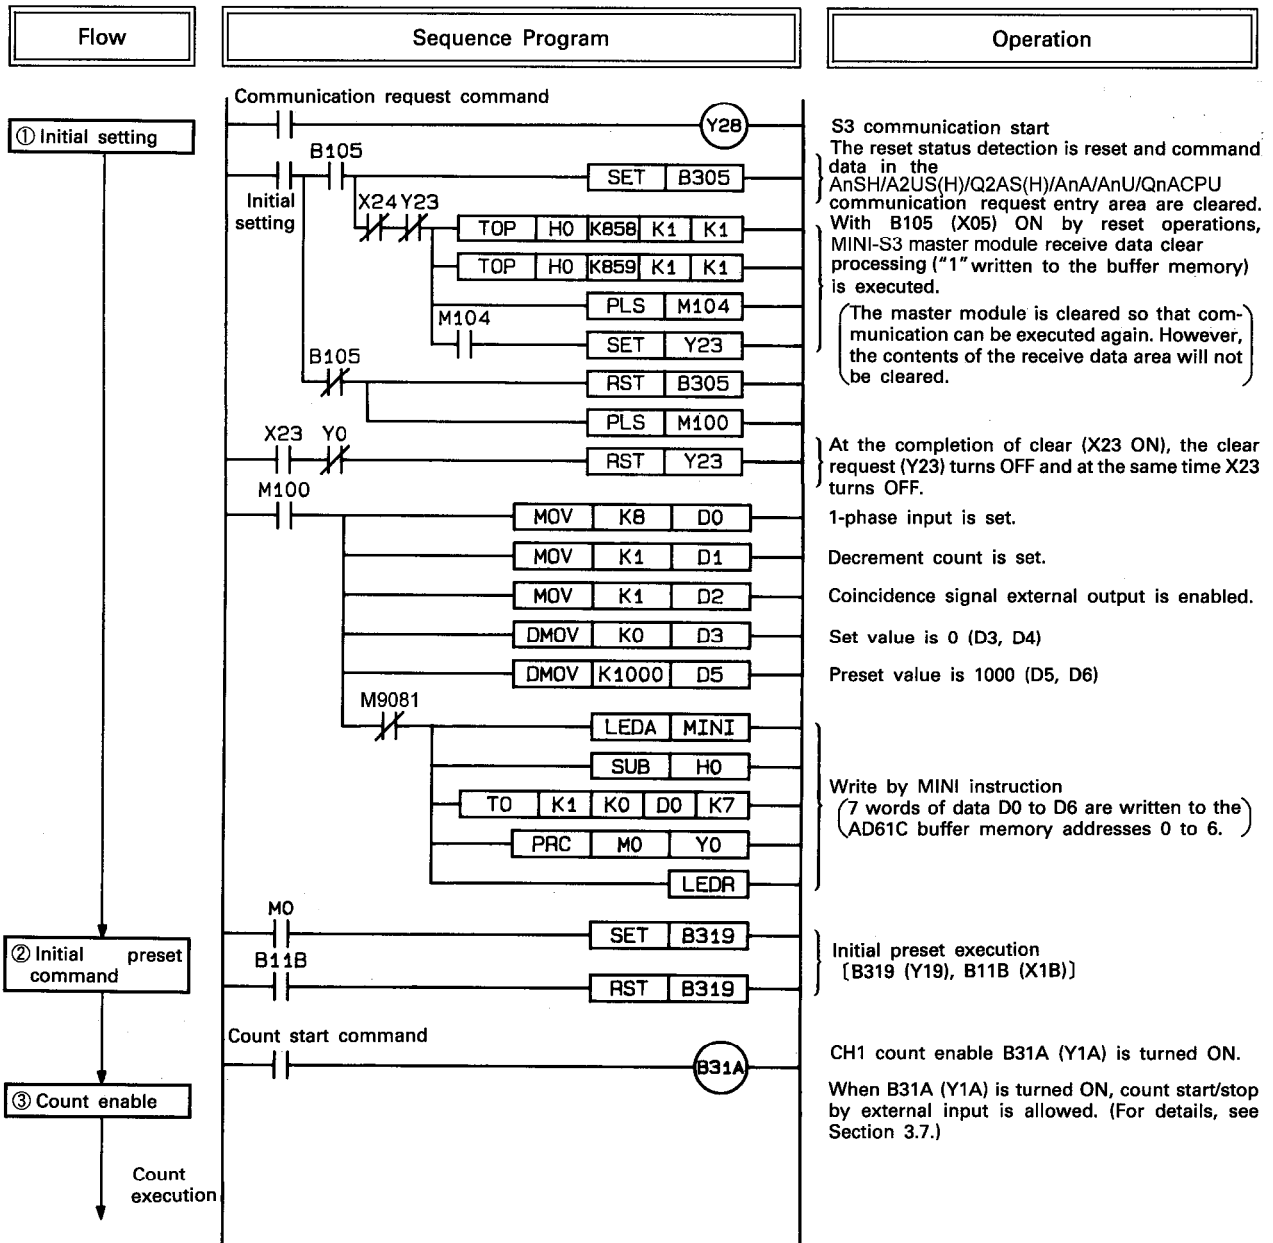 Flow
Sequence Program
Operation
Communication request command
Y28
① Initial setting
S3 communication start
B105
SET B305
The reset status detection is reset and command
data in the
AnSH/A2US(H)/Q2AS(H)/AnA/AnU/QnACPU
communication request entry area are cleared.
Initial
setting
X24 Y23
TOP H0 K858 K1 K1
TOP H0 K859 K1 K1
PLS M104
M104
SET Y23
With B105 (X05) ON by reset operations,
MINI-S3 master module receive data clear
processing ("1" written to the buffer memory)
is executed.
(The master module is cleared so that com-
munication can be executed again. However,
the contents of the receive data area will not
be cleared.)
B105
RST B305
PLS M100
X23 Y0
RST Y23
At the completion of clear (X23 ON), the clear
request (Y23) turns OFF and at the same time X23
turns OFF.
M100
MOV K8 D0
1-phase input is set.
MOV K1 D1
Decrement count is set.
MOV K1 D2
Coincidence signal external output is enabled.
DMOV K0 D3
Set value is 0 (D3, D4)
DMOV K1000 D5
Preset value is 1000 (D5, D6)
M9081
LEDA MINI
SUB H0
TO K1 K0 D0 K7
PRC M0 Y0
LEDR
Write by MINI instruction
(7 words of data D0 to D6 are written to the
AD61C buffer memory addresses 0 to 6.)
② Initial preset
command
M0
SET B319
B11B
RST B319
Initial preset execution
[B319 (Y19), B11B (X1B)]
Count start command
B31A
CH1 count enable B31A (Y1A) is turned ON.
③ Count enable
When B31A (Y1A) is turned ON, count start/stop
by external input is allowed. (For details, see
Section 3.7.)
Count
execution